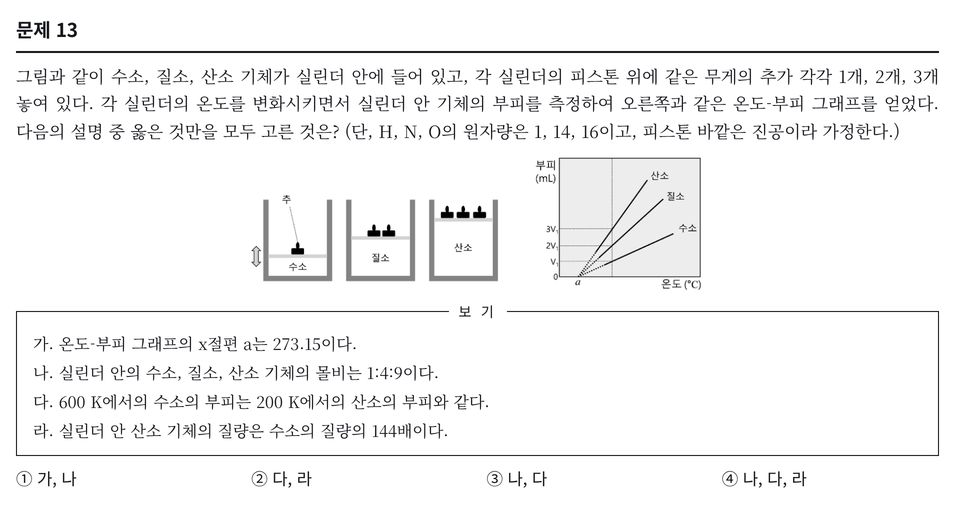 문제 13
그림과 같이 수소, 질소, 산소 기체가 실린더 안에 들어 있고, 각 실린더의 피스톤 위에 같은 무게의 추가 각각 1개, 2개, 3개
놓여 있다. 각 실린더의 온도를 변화시키면서 실린더 안 기체의 부피를 측정하여 오른쪽과 같은 온도-부피 그래프를 얻었다.
다음의 설명 중 옳은 것만을 모두 고른 것은? (단, H, N, O의 원자량은 1, 14, 16이고, 피스톤 바깥은 진공이라 가정한다.)
추
수소
질소
산소
부피
(mL)
산소
질소
수소
3V₁
2V₁
V₁
0
a
온도 (℃)
보 기
가. 온도-부피 그래프의 x절편 a는 273.15이다.
나. 실린더 안의 수소, 질소, 산소 기체의 몰비는 1:4:9이다.
다. 600 K에서의 수소의 부피는 200 K에서의 산소의 부피와 같다.
라. 실린더 안 산소 기체의 질량은 수소의 질량의 144배이다.
① 가, 나 ② 다, 라 ③ 나, 다 ④ 나, 다, 라